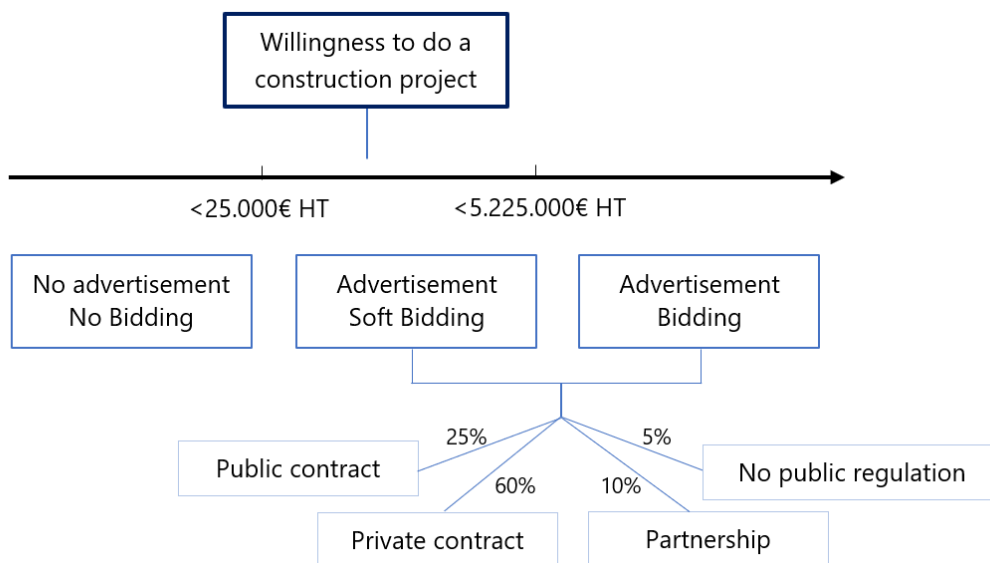 Willingness to do a
construction project
<25.000€ HT
<5.225.000€ HT
No advertisement
No Bidding
Advertisement
Soft Bidding
Advertisement
Bidding
25%
5%
Public contract
No public regulation
60%
10%
Private contract
Partnership